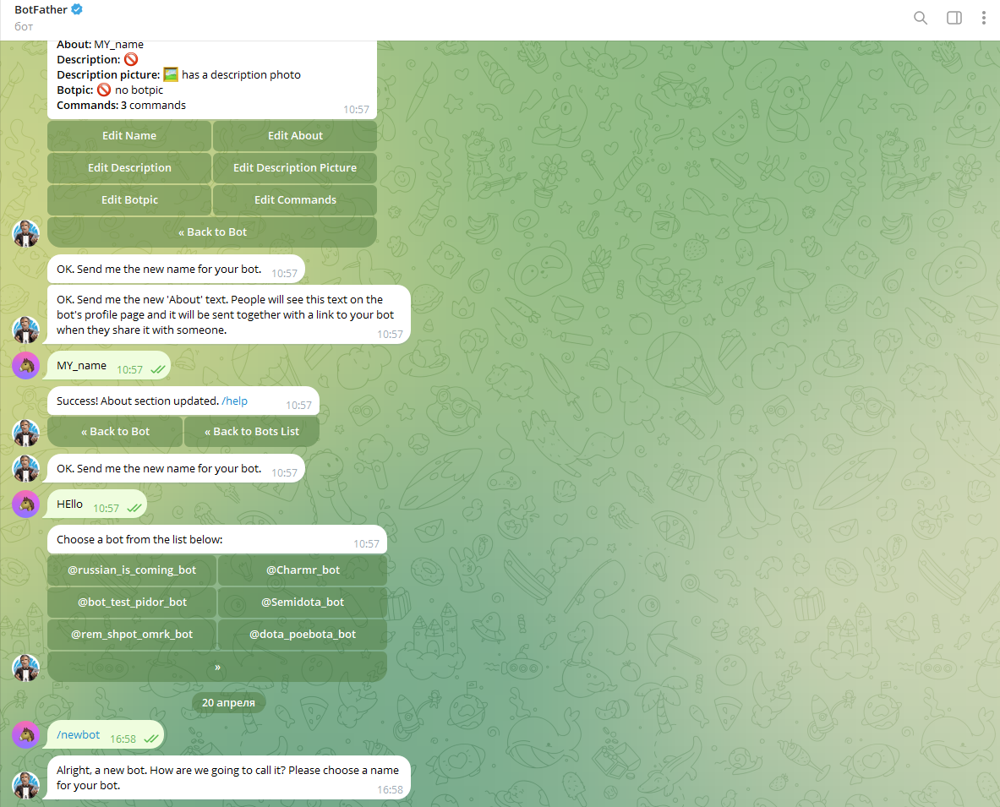 BotFather
бот
About: MY_name
Description: 🚫
Description picture: 🖼️ has a description photo
Botpic: 🚫 no botpic
Commands: 3 commands
10:57
Edit Name
Edit About
Edit Description
Edit Description Picture
Edit Botpic
Edit Commands
« Back to Bot
OK. Send me the new name for your bot.
10:57
OK. Send me the new 'About' text. People will see this text on the
bot's profile page and it will be sent together with a link to your bot
when they share it with someone.
10:57
MY_name
10:57
Success! About section updated. /help
10:57
« Back to Bot
« Back to Bots List
OK. Send me the new name for your bot.
10:57
HEllo
10:57
Choose a bot from the list below:
10:57
@russian_is_coming_bot
@Charmr_bot
@bot_test_pidor_bot
@Semidota_bot
@rem_shpot_omrk_bot
@dota_poebota_bot
»
20 апреля
/newbot
16:58
Alright, a new bot. How are we going to call it? Please choose a name
for your bot.
16:58